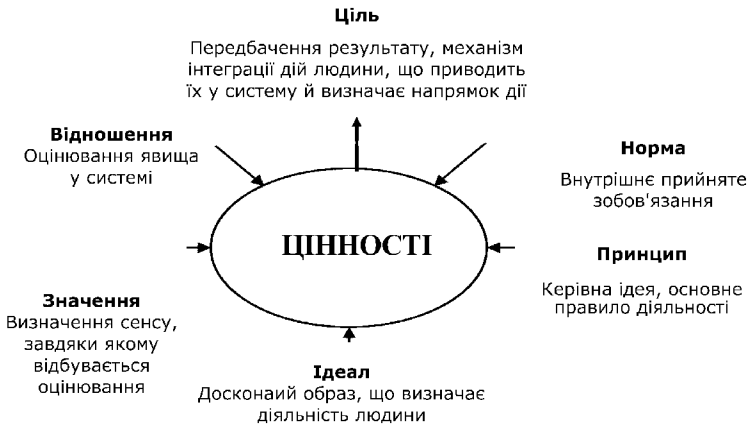 Ціль
Передбачення результату, механізм
інтеграції дій людини, що приводить
їх у систему й визначає напрямок дії
Відношення
Оцінювання явища
у системі
Норма
Внутрішнє прийняте
зобов'язання
ЦІННОСТІ
Принцип
Керівна ідея, основне
правило діяльності
Значення
Визначення сенсу,
завдяки якому
відбувається
оцінювання
Ідеал
Досконаий образ, що визначає
діяльність людини